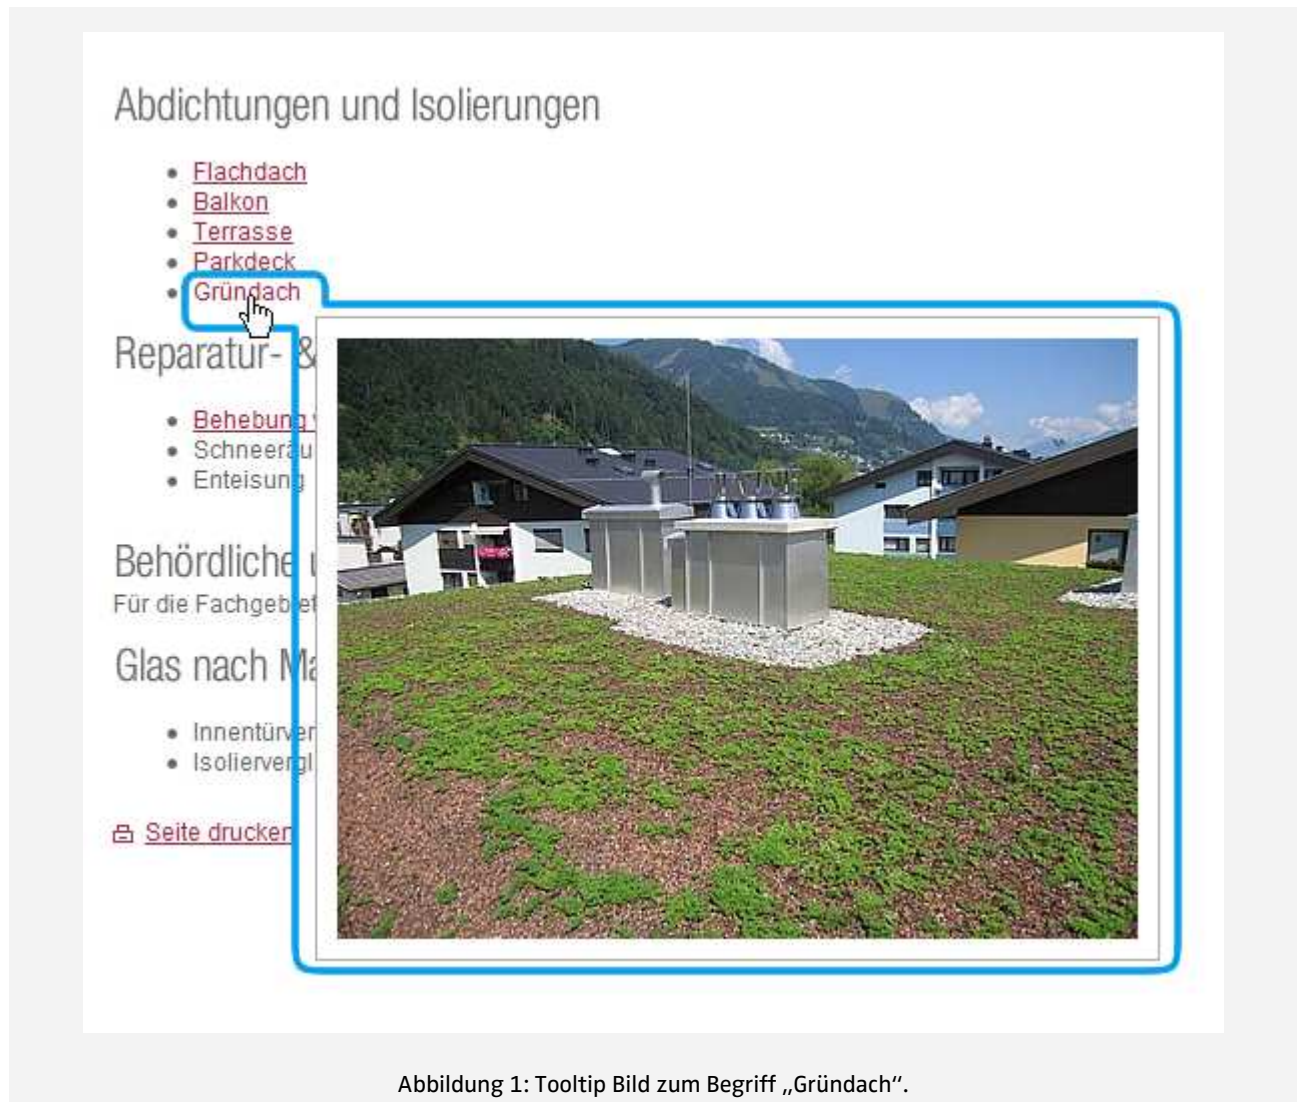 Abdichtungen und Isolierungen
Flachdach
Balkon
Terrasse
Parkdeck
Gründach
Reparatur- &
Behebung
Schneeräu
Enteisung
Behördliche
Für die Fachgebiet
Glas nach Ma
Innentürver
Isoliervergl
Seite drucken
Abbildung 1: Tooltip Bild zum Begriff „Gründach“.